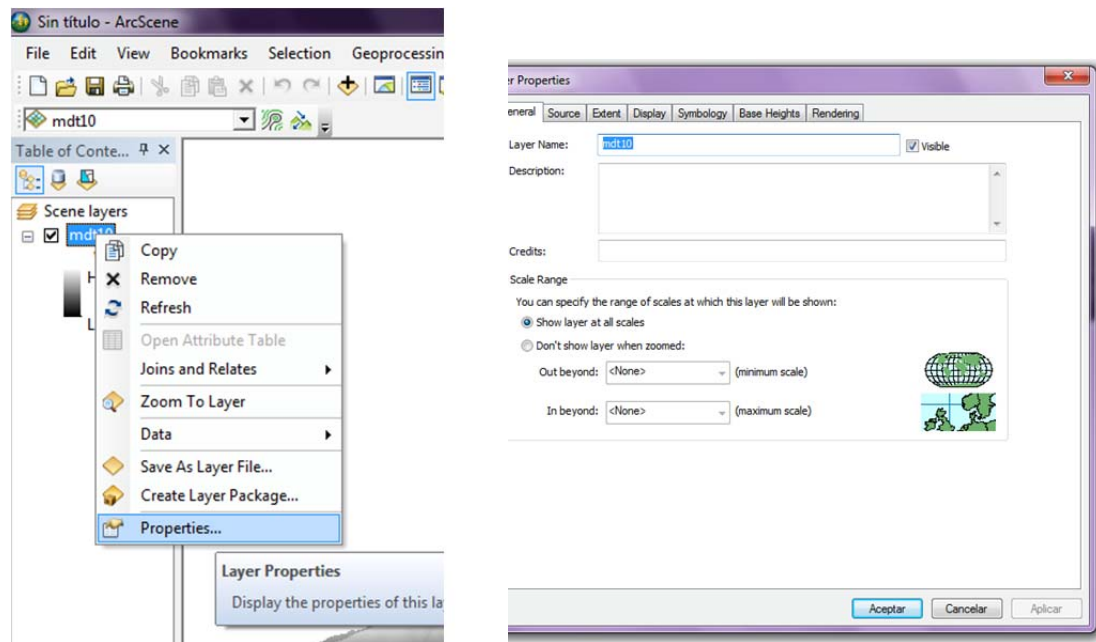 Sin título - ArcScene
File Edit View Bookmarks Selection Geoprocessin
mdt10
Table of Conte...
Scene layers
mdt10
H
L
Copy
Remove
Refresh
Open Attribute Table
Joins and Relates
Zoom To Layer
Data
Save As Layer File...
Create Layer Package...
Properties...
Layer Properties
Display the properties of this la
er Properties
eneral Source Extent Display Symbology Base Heights Rendering
Layer Name: mdt10 Visible
Description:
Credits:
Scale Range
You can specify the range of scales at which this layer will be shown:
Show layer at all scales
Don't show layer when zoomed:
Out beyond: <None> (minimum scale)
In beyond: <None> (maximum scale)
Aceptar Cancelar Aplicar